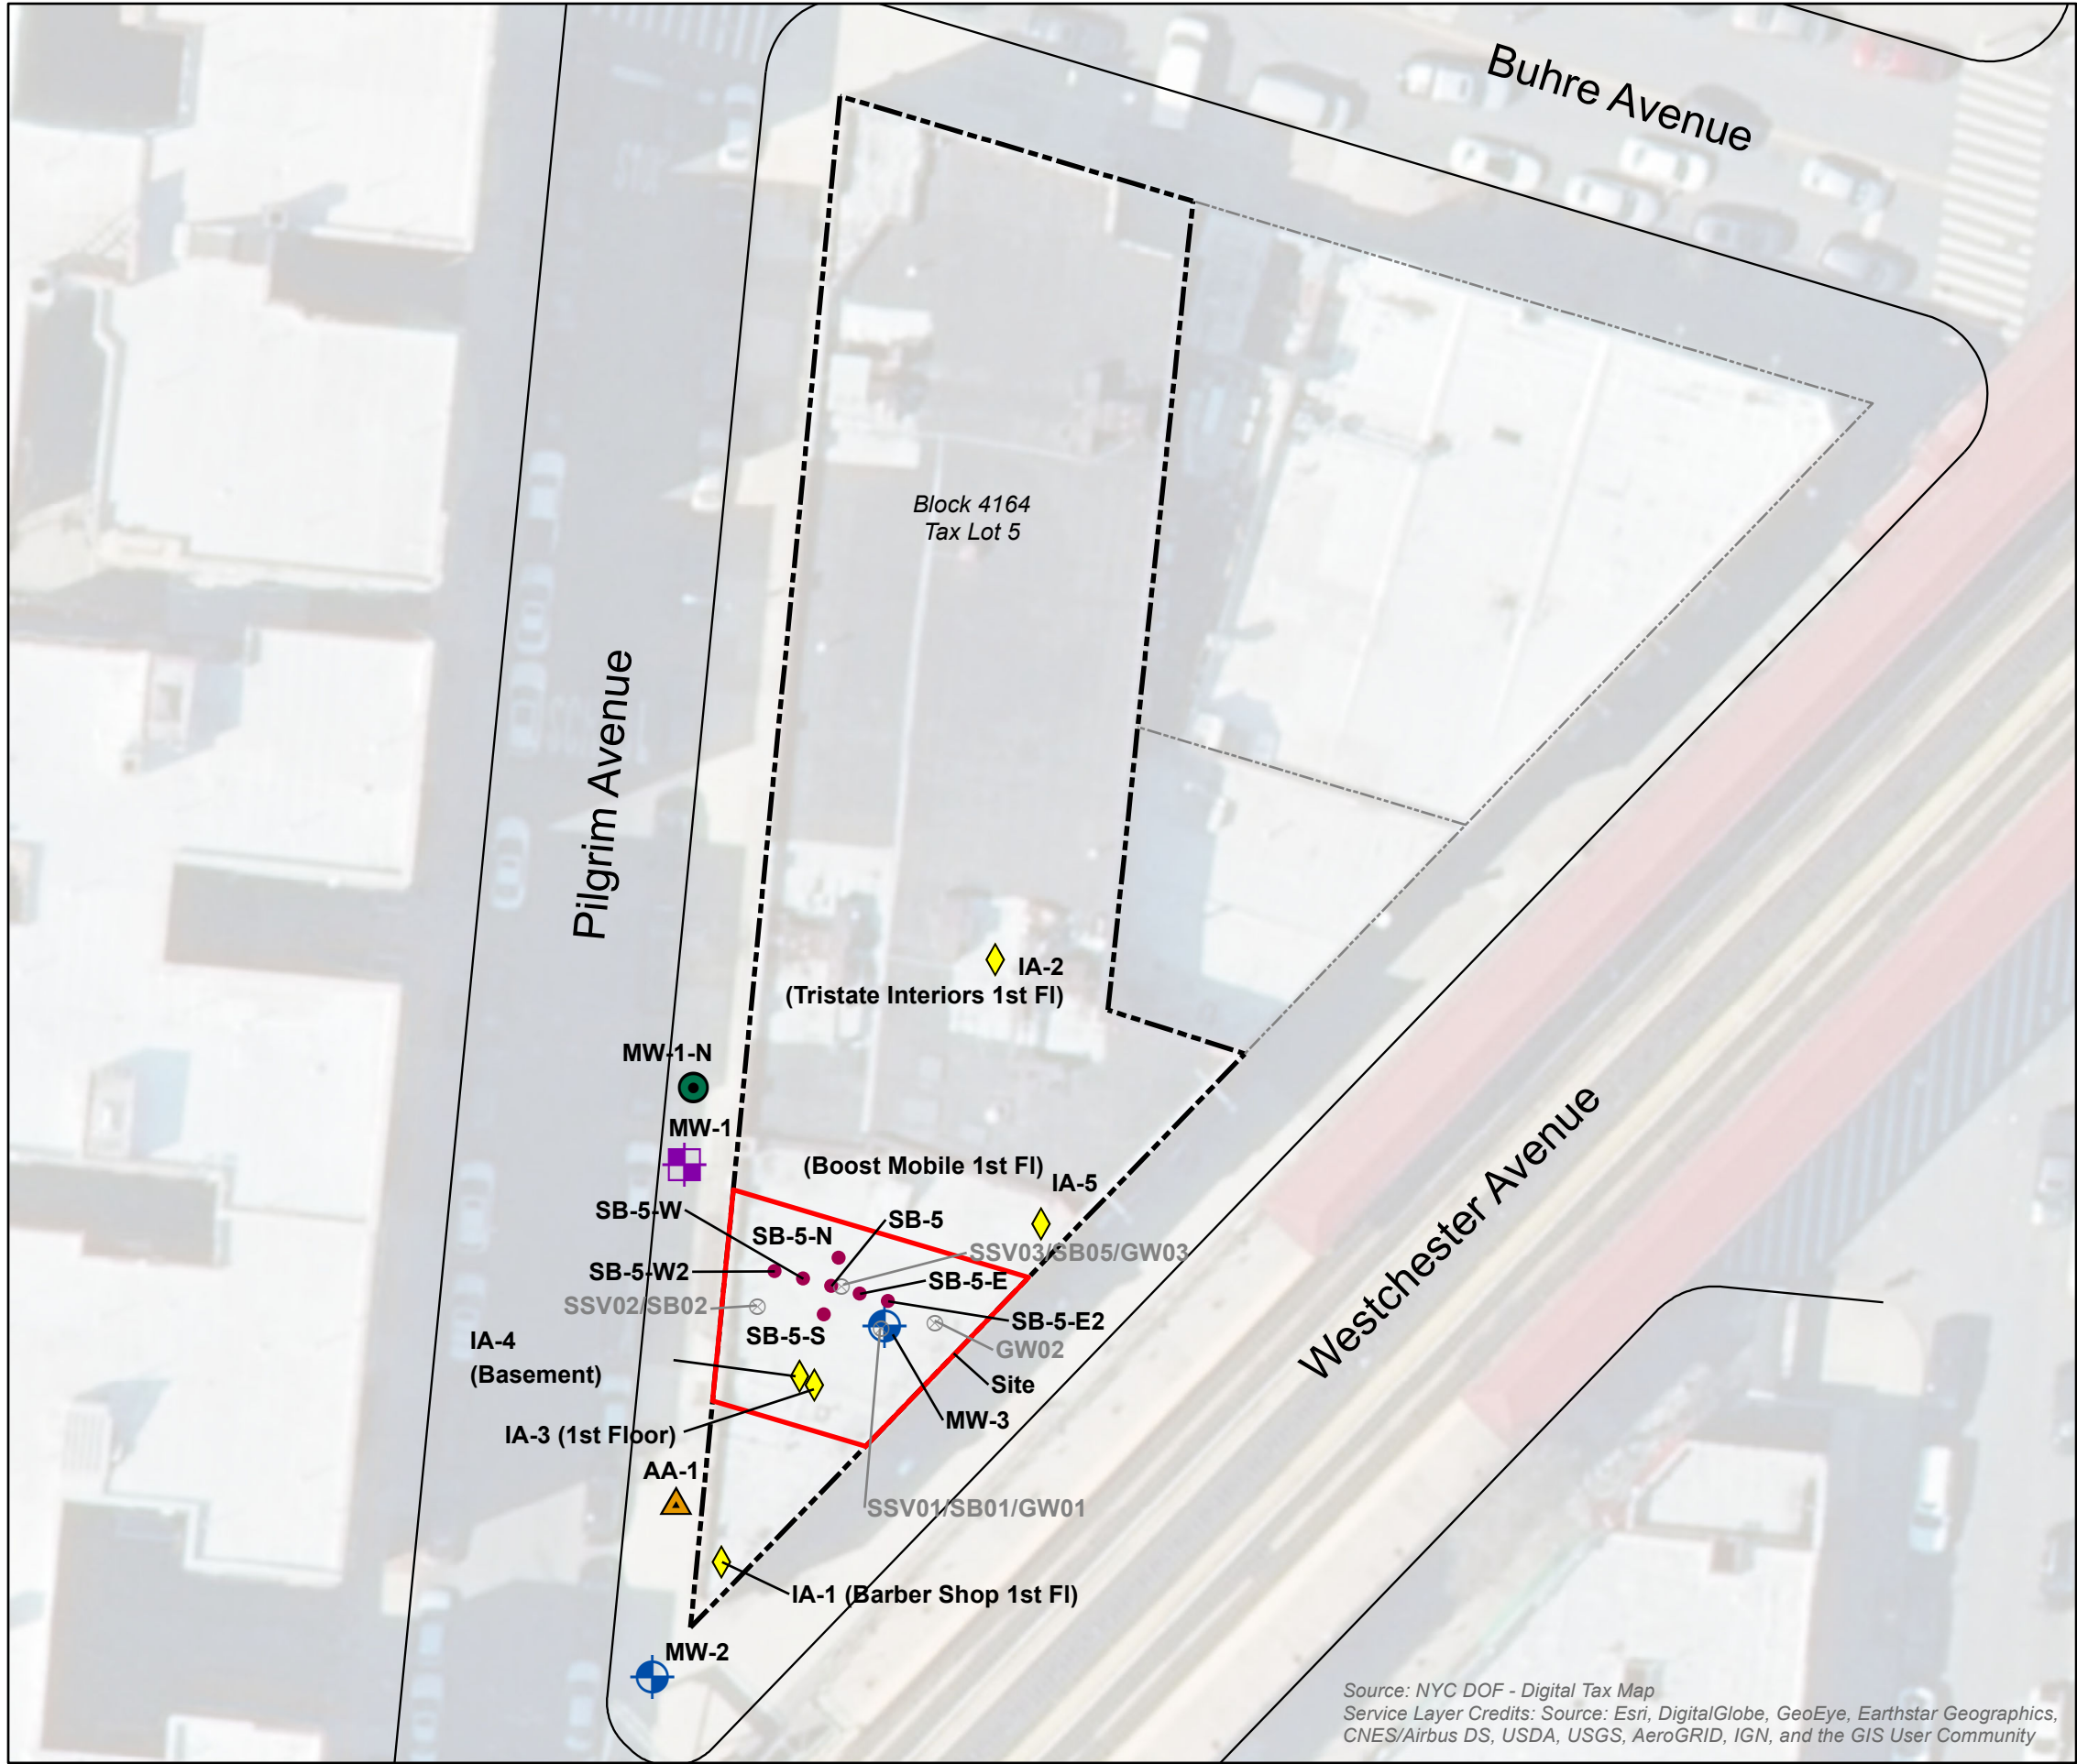 Buhre Avenue
Block 4164
Tax Lot 5
Pilgrim Avenue
IA-2
(Tristate Interiors 1st Fl)
MW-1-N
MW-1
(Boost Mobile 1st Fl)
IA-5
SB-5-W
SB-5
SB-5-N
SSV03/SB05/GW03
SB-5-W2
SB-5-E
SSV02/SB02
SB-5-E2
SB-5-S
IA-4
(Basement)
GW02
Site
MW-3
IA-3 (1st Floor)
AA-1
SSV01/SB01/GW01
Westchester Avenue
IA-1 (Barber Shop 1st Fl)
MW-2
Source: NYC DOF - Digital Tax Map
Service Layer Credits: Source: Esri, DigitalGlobe, GeoEye, Earthstar Geographics,
CNES/Airbus DS, USDA, USGS, AeroGRID, IGN, and the GIS User Community